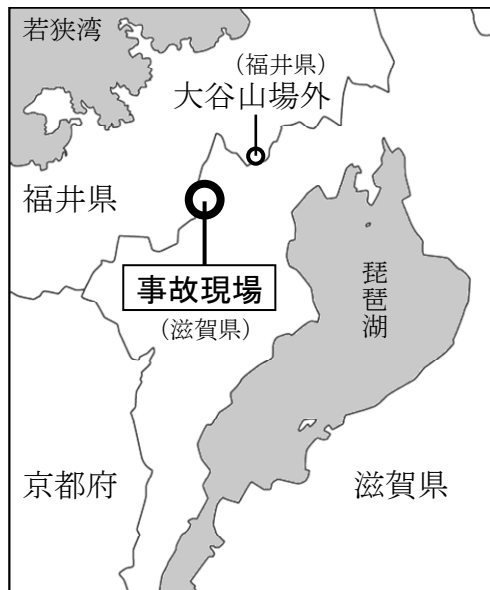 若狭湾
（福井県）
大谷山場外
福井県
事故現場
（滋賀県）
琵琶湖
京都府
滋賀県